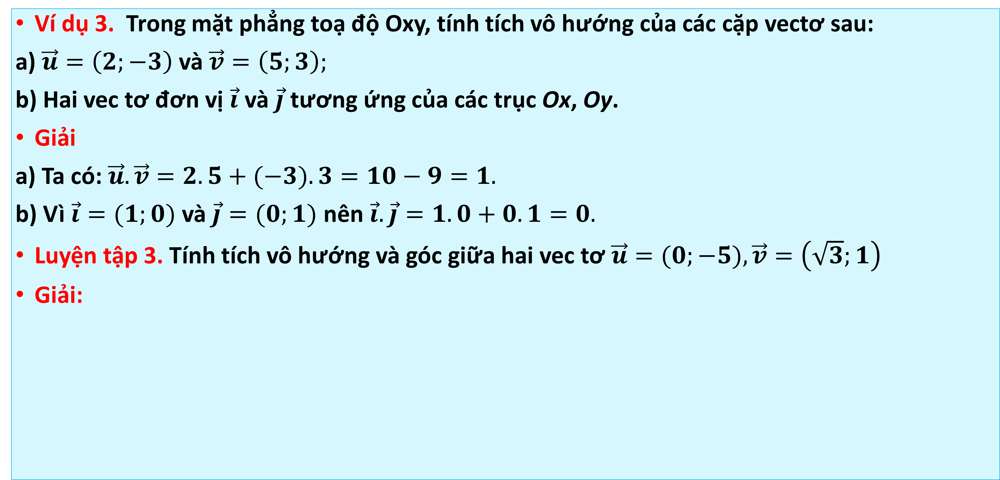 • Ví dụ 3. Trong mặt phẳng toạ độ Oxy, tính tích vô hướng của các cặp vectơ sau:
a) $\vec{u} = (2; -3)$ và $\vec{v} = (5; 3)$;
b) Hai vec tơ đơn vị $\vec{i}$ và $\vec{j}$ tương ứng của các trục Ox, Oy.
• Giải
a) Ta có: $\vec{u}.\vec{v} = 2.5 + (-3).3 = 10 - 9 = 1.$
b) Vì $\vec{i} = (1; 0)$ và $\vec{j} = (0; 1)$ nên $\vec{i}.\vec{j} = 1.0 + 0.1 = 0.$
• Luyện tập 3. Tính tích vô hướng và góc giữa hai vec tơ $\vec{u} = (0; -5), \vec{v} = (\sqrt{3}; 1)$
• Giải: